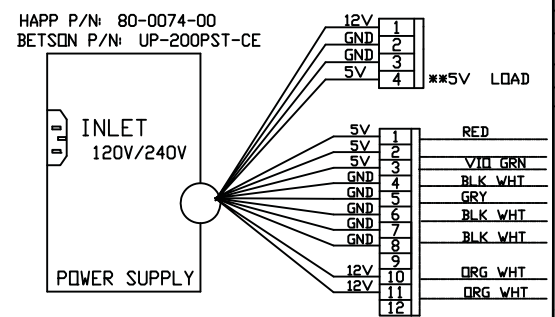 HAPP P/N: 80-0074-00
BETSON P/N: UP-200PST-CE
12V 1
GND 2
GND 3
5V 4 **5V LOAD
INLET
120V/240V
5V 1 RED
5V 2
5V 3 VIO GRN
GND 4 BLK WHT
GND 5 GRY
GND 6 BLK WHT
GND 7
GND 8 BLK WHT
9
12V 10 ORG WHT
12V 11 ORG WHT
12
POWER SUPPLY